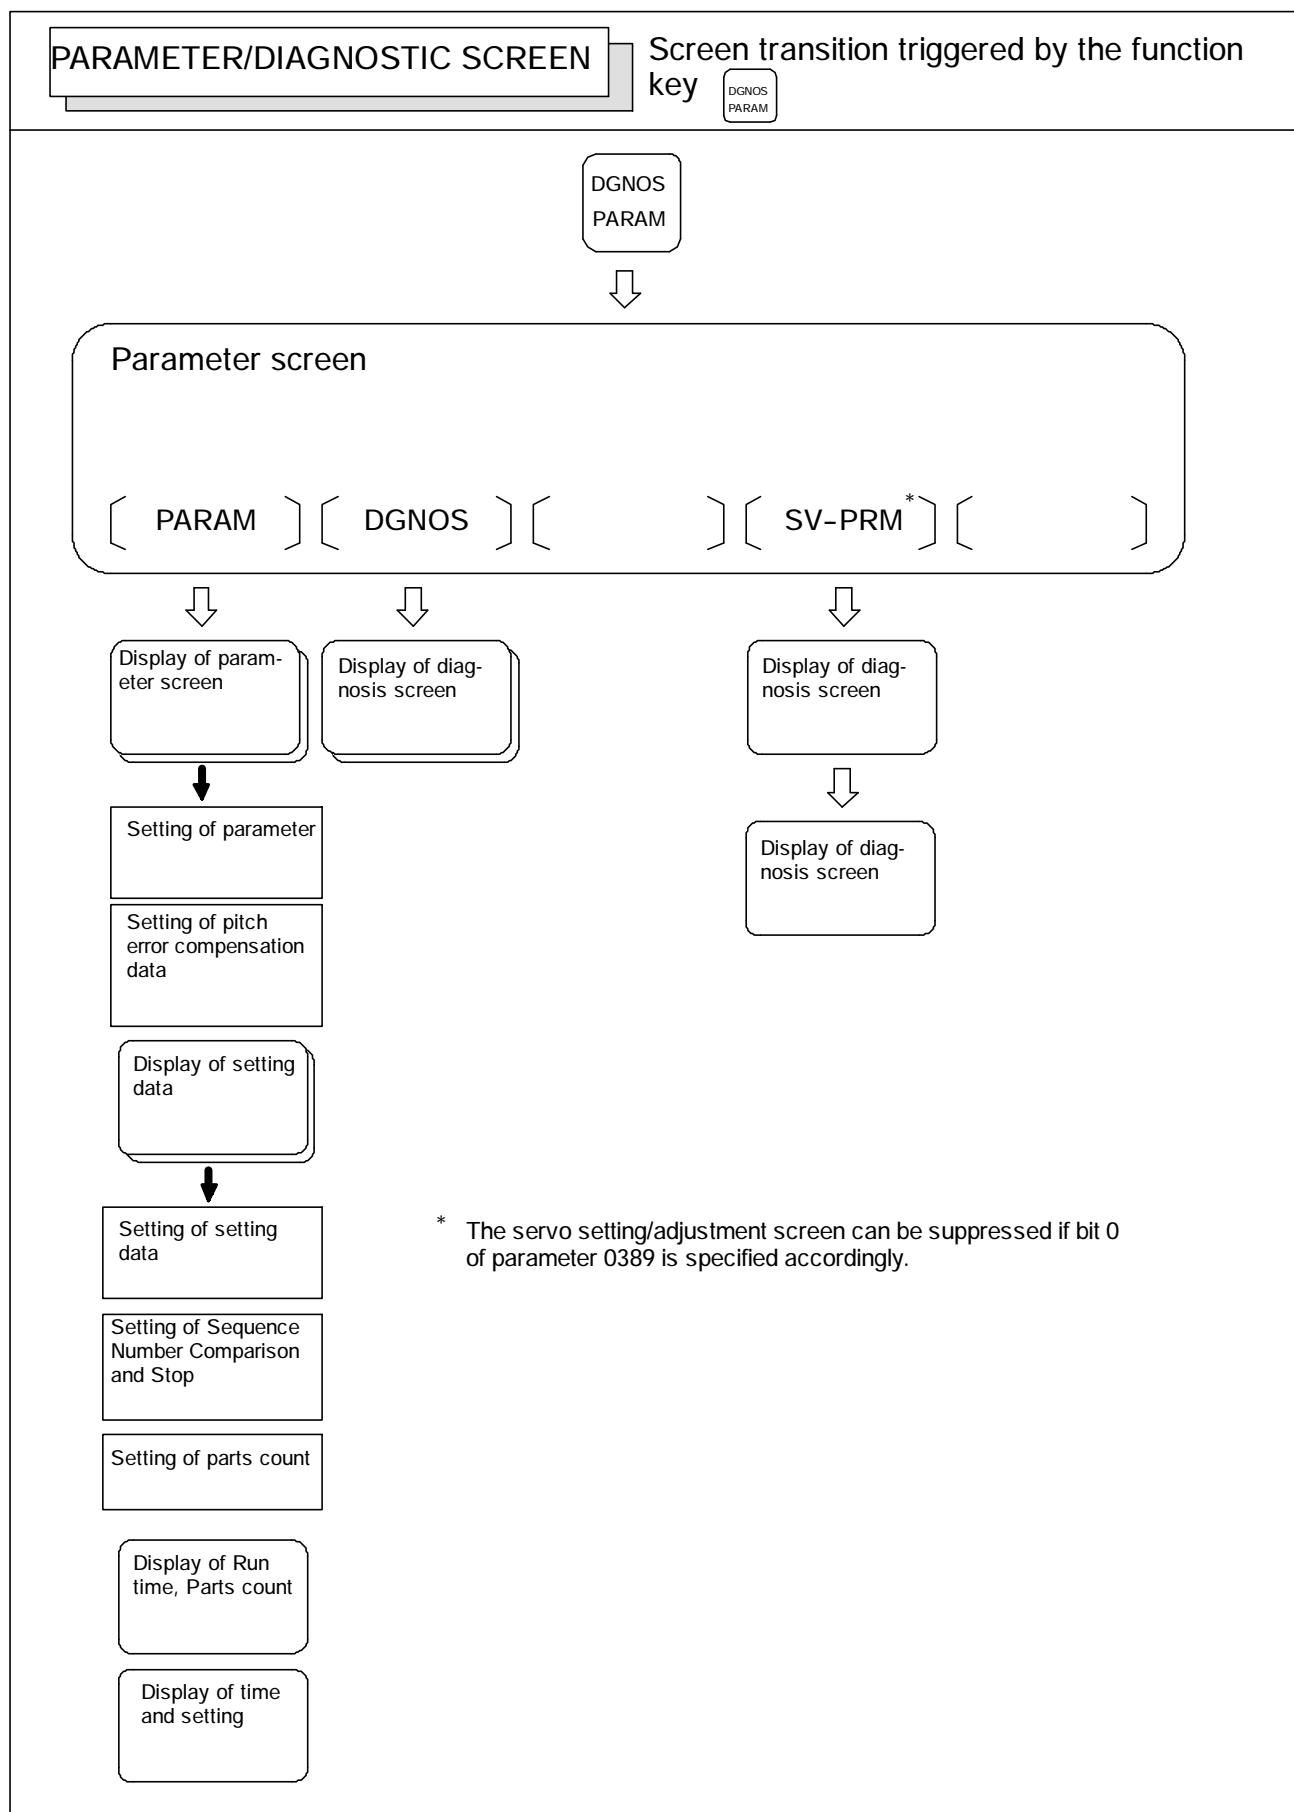 PARAMETER/DIAGNOSTIC SCREEN
Screen transition triggered by the function
key
DGNOS
PARAM
DGNOS
PARAM
Parameter screen
PARAM
DGNOS
SV-PRM*
Display of param-
eter screen
Display of diag-
nosis screen
Display of diag-
nosis screen
Setting of parameter
Display of diag-
nosis screen
Setting of pitch
error compensation
data
Display of setting
data
Setting of setting
data
* The servo setting/adjustment screen can be suppressed if bit 0
of parameter 0389 is specified accordingly.
Setting of Sequence
Number Comparison
and Stop
Setting of parts count
Display of Run
time, Parts count
Display of time
and setting